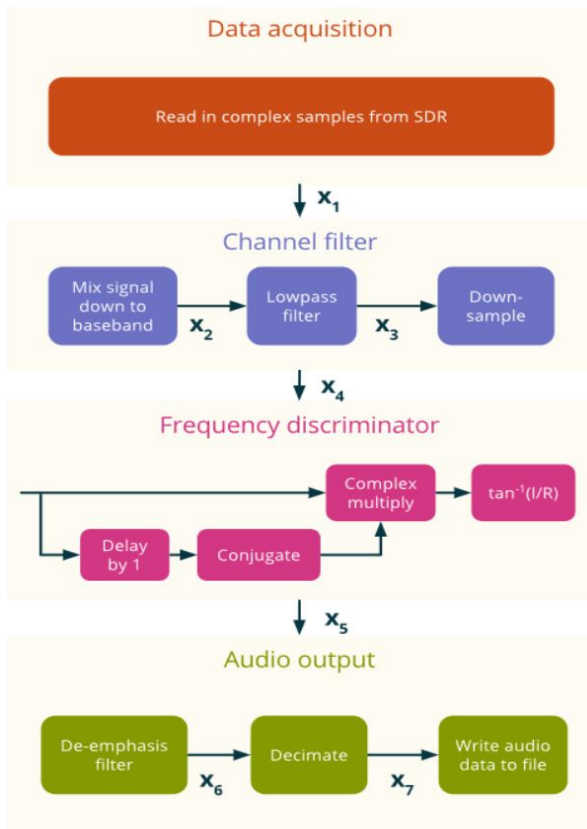 Data acquisition
Read in complex samples from SDR
x₁
Channel filter
Mix signal
down to
baseband
x₂
Lowpass
filter
x₃
Down-
sample
x₄
Frequency discriminator
Complex
multiply
tan⁻¹(I/R)
Delay
by 1
Conjugate
x₅
Audio output
De-emphasis
filter
x₆
Decimate
x₇
Write audio
data to file